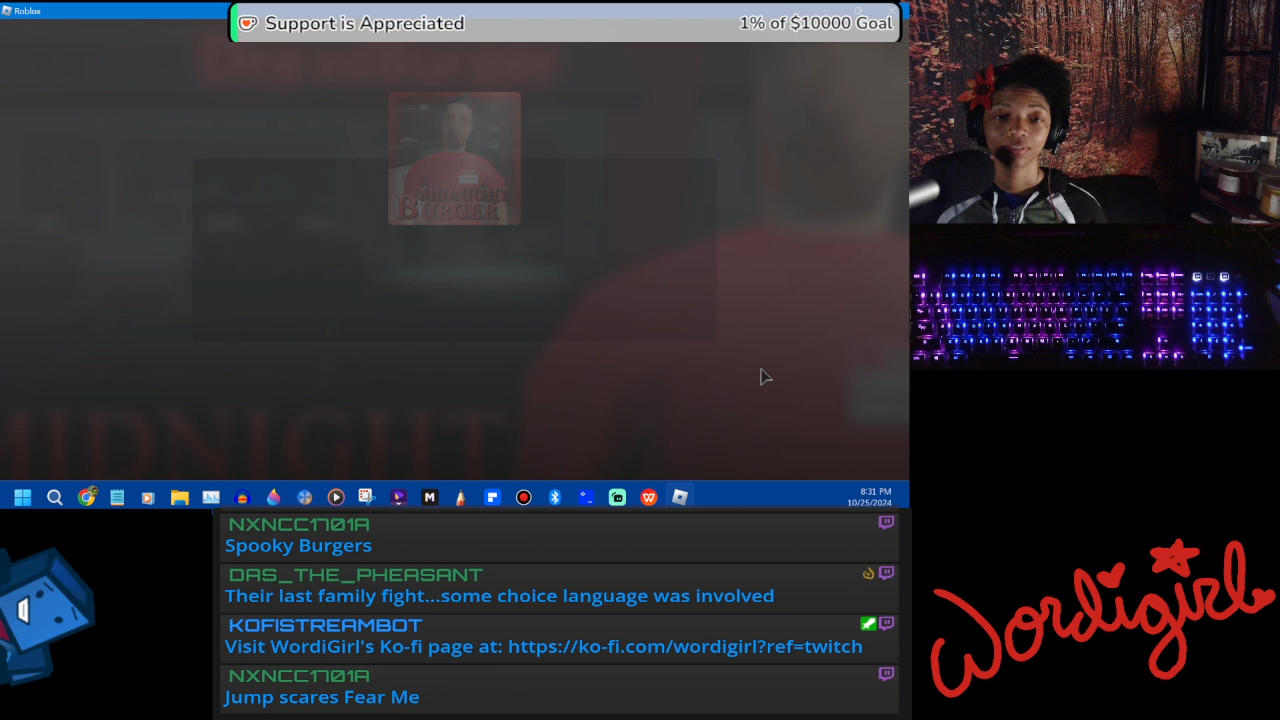 Roblox
Support is Appreciated
1% of $10000 Goal
MIDNIGHT
BURGER
MIDNIGHT
8:31 PM
10/25/2024
NXNCC1701A
Spooky Burgers
DAS_THE_PHEASANT
Their last family fight...some choice language was involved
KOFISTREAMBOT
Visit WordiGirl's Ko-fi page at: https://ko-fi.com/wordigirl?ref=twitch
NXNCC1701A
Jump scares Fear Me
Wordigirl